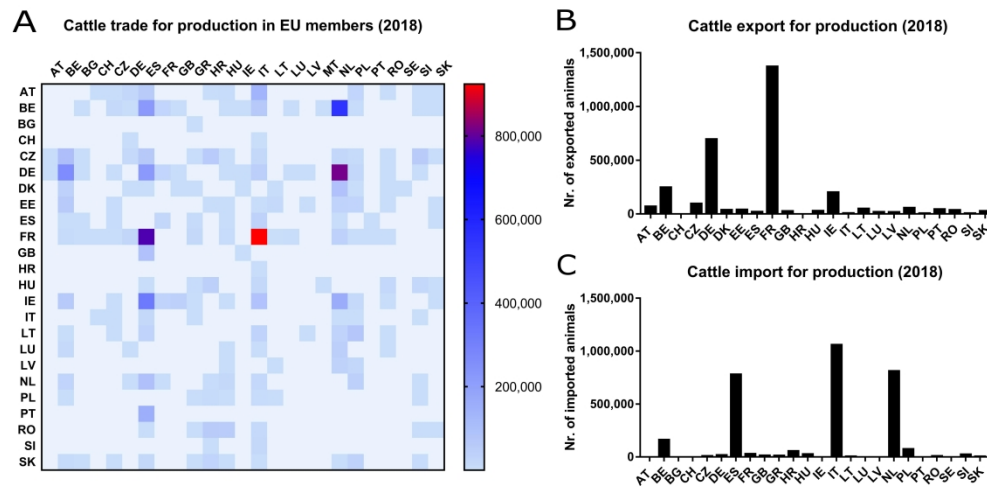 A
Cattle trade for production in EU members (2018)
AT BE BG CH CZ DE ES FR GB GR HR HU IE IT LT LU LV MT NL PL PT RO SE SI SK
AT
BE
BG
CH
CZ
DE
DK
EE
ES
FR
GB
HR
HU
IE
IT
LT
LU
LV
NL
PL
PT
RO
SI
SK
800,000
600,000
400,000
200,000
B
Cattle export for production (2018)
Nr. of exported animals
1,500,000
1,000,000
500,000
0
AT BE CH CZ DE DK EE ES FR GB HR HU IE IT LT LU LV NL PL PT RO SI SK
C
Cattle import for production (2018)
Nr. of imported animals
1,500,000
1,000,000
500,000
0
AT BE BG CH CZ DE ES FR GB GR HR HU IE IT LT LU LV NL PL PT RO SE SI SK